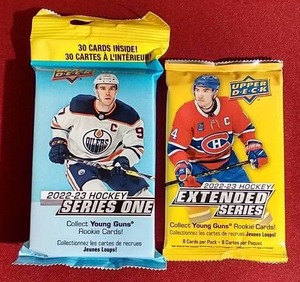 30 CARDS INSIDE!
30 CARTES À L'INTÉRIEUR!
UPPER DECK
C
9
2022-23 HOCKEY
SERIES ONE
Collect Young Guns®
Rookie Cards!
Collectionnez les cartes de recrues
Jeunes Loups!
UPPER
DECK
C
4
2022-23 HOCKEY
EXTENDED
SERIES
Collect Young Guns® Rookie Cards!
Collectionnez les cartes de recrues
Jeunes Loups!
8 Cards per Pack • 8 Cartes par Paquet